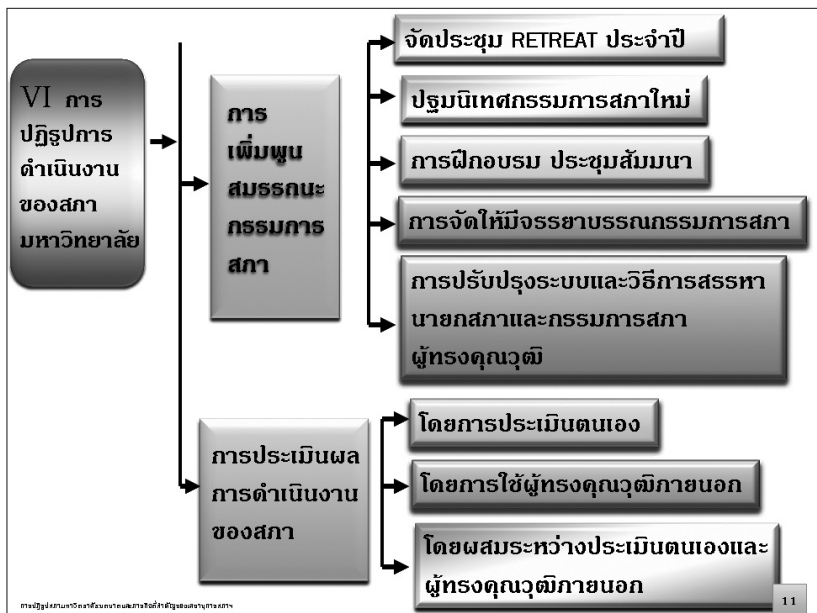 VI การ
ปฏิรูปการ
ดำเนินงาน
ของสภา
มหาวิทยาลัย
การ
เพิ่มพูน
สมรรถนะ
กรรมการ
สภา
จัดประชุม RETREAT ประจำปี
ปฐมนิเทศกรรมการสภาใหม่
การฝึกอบรม ประชุมสัมมนา
การจัดให้มีจรรยาบรรณกรรมการสภา
การปรับปรุงระบบและวิธีการสรรหา
นายกสภาและกรรมการสภา
ผู้ทรงคุณวุฒิ
การประเมินผล
การดำเนินงาน
ของสภา
โดยการประเมินตนเอง
โดยการใช้ผู้ทรงคุณวุฒิภายนอก
โดยผสมระหว่างประเมินตนเองและ
ผู้ทรงคุณวุฒิภายนอก
11